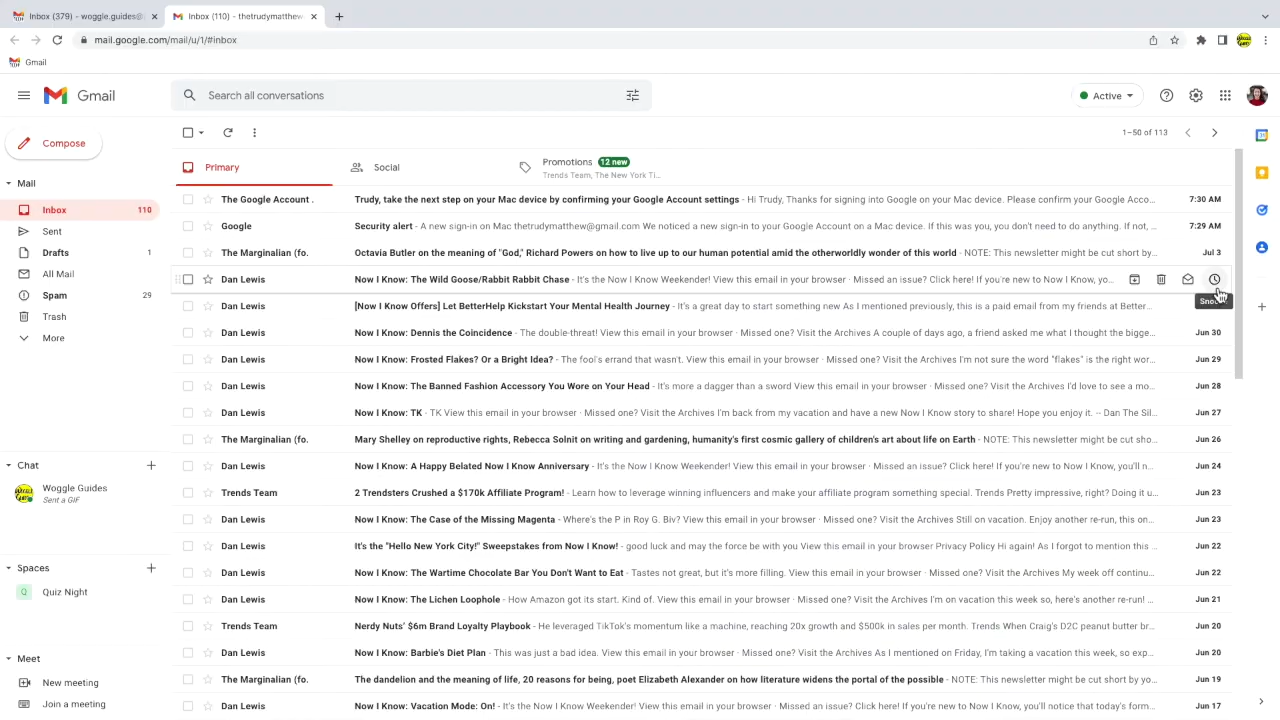 Inbox (379) - woggle.guides@
Inbox (110) - thetrudymatthew
mail.google.com/mail/u/1/#inbox
Gmail
Gmail
Search all conversations
Active
Compose
1–50 of 113
Primary
Social
Promotions 12 new
Trends Team, The New York Ti...
Mail
Inbox 110
Sent
Drafts 1
All Mail
Spam 29
Trash
More
The Google Account . Trudy, take the next step on your Mac device by confirming your Google Account settings - Hi Trudy, Thanks for signing into Google on your Mac device. Please confirm your Google Acco... 7:30 AM
Google Security alert - A new sign-in on Mac thetrudymatthew@gmail.com We noticed a new sign-in to your Google Account on a Mac device. If this was you, you don't need to do anything. If not, ... 7:29 AM
The Marginalian (fo. Octavia Butler on the meaning of "God," Richard Powers on how to live up to our human potential amid the otherworldly wonder of this world - NOTE: This newsletter might be cut short by... Jul 3
Dan Lewis Now I Know: The Wild Goose/Rabbit Rabbit Chase - It's the Now I Know Weekender! View this email in your browser · Missed an issue? Click here! If you're new to Now I Know, yo...
Dan Lewis [Now I Know Offers] Let BetterHelp Kickstart Your Mental Health Journey - It's a great day to start something new As I mentioned previously, this is a paid email from my friends at Better...
Dan Lewis Now I Know: Dennis the Coincidence - The double-threat! View this email in your browser · Missed one? Visit the Archives A couple of days ago, a friend asked me what I thought the bigge... Jun 30
Dan Lewis Now I Know: Frosted Flakes? Or a Bright Idea? - The fool's errand that wasn't. View this email in your browser · Missed one? Visit the Archives I'm not sure the word "flakes" is the right wor... Jun 29
Dan Lewis Now I Know: The Banned Fashion Accessory You Wore on Your Head - It's more a dagger than a sword View this email in your browser · Missed one? Visit the Archives I'd love to see a mo... Jun 28
Dan Lewis Now I Know: TK - TK View this email in your browser · Missed one? Visit the Archives I'm back from my vacation and have a new Now I Know story to share! Hope you enjoy it. -- Dan The Sil... Jun 27
The Marginalian (fo. Mary Shelley on reproductive rights, Rebecca Solnit on writing and gardening, humanity's first cosmic gallery of children's art about life on Earth - NOTE: This newsletter might be cut sho... Jun 26
Dan Lewis Now I Know: A Happy Belated Now I Know Anniversary - It's the Now I Know Weekender! View this email in your browser · Missed an issue? Click here! If you're new to Now I Know, you'll n... Jun 24
Trends Team 2 Trendsters Crushed a $170k Affiliate Program! - Learn how to leverage winning influencers and make your affiliate program something special. Trends Pretty impressive, right? Doing it u... Jun 23
Dan Lewis Now I Know: The Case of the Missing Magenta - Where's the P in Roy G. Biv? View this email in your browser · Missed one? Visit the Archives Still on vacation. Enjoy another re-run, this on... Jun 23
Dan Lewis It's the "Hello New York City!" Sweepstakes from Now I Know! - good luck and may the force be with you View this email in your browser Privacy Policy Hi again! As I forgot to mention this ... Jun 22
Dan Lewis Now I Know: The Wartime Chocolate Bar You Don't Want to Eat - Tastes not great, but it's more filling. View this email in your browser · Missed one? Visit the Archives My week off continu... Jun 22
Dan Lewis Now I Know: The Lichen Loophole - How Amazon got its start. Kind of. View this email in your browser · Missed one? Visit the Archives I'm on vacation this week so, here's another re-run! ... Jun 21
Trends Team Nerdy Nuts' $6m Brand Loyalty Playbook - He leveraged TikTok's momentum like a machine, reaching 20x growth and $500k in sales per month. Trends When Craig's D2C peanut butter br... Jun 20
Dan Lewis Now I Know: Barbie's Diet Plan - This was just a bad idea. View this email in your browser · Missed one? Visit the Archives As I mentioned on Friday, I'm taking a vacation this week, so exp... Jun 20
The Marginalian (fo. The dandelion and the meaning of life, 20 reasons for being, poet Elizabeth Alexander on how literature widens the portal of the possible - NOTE: This newsletter might be cut short by yo... Jun 19
Dan Lewis Now I Know: Vacation Mode: On! - It's the Now I Know Weekender! View this email in your browser · Missed an issue? Click here! If you're new to Now I Know, you'll notice that today's form... Jun 17
Chat
Woggle Guides
Sent a GIF
Spaces
Q Quiz Night
Meet
New meeting
Join a meeting